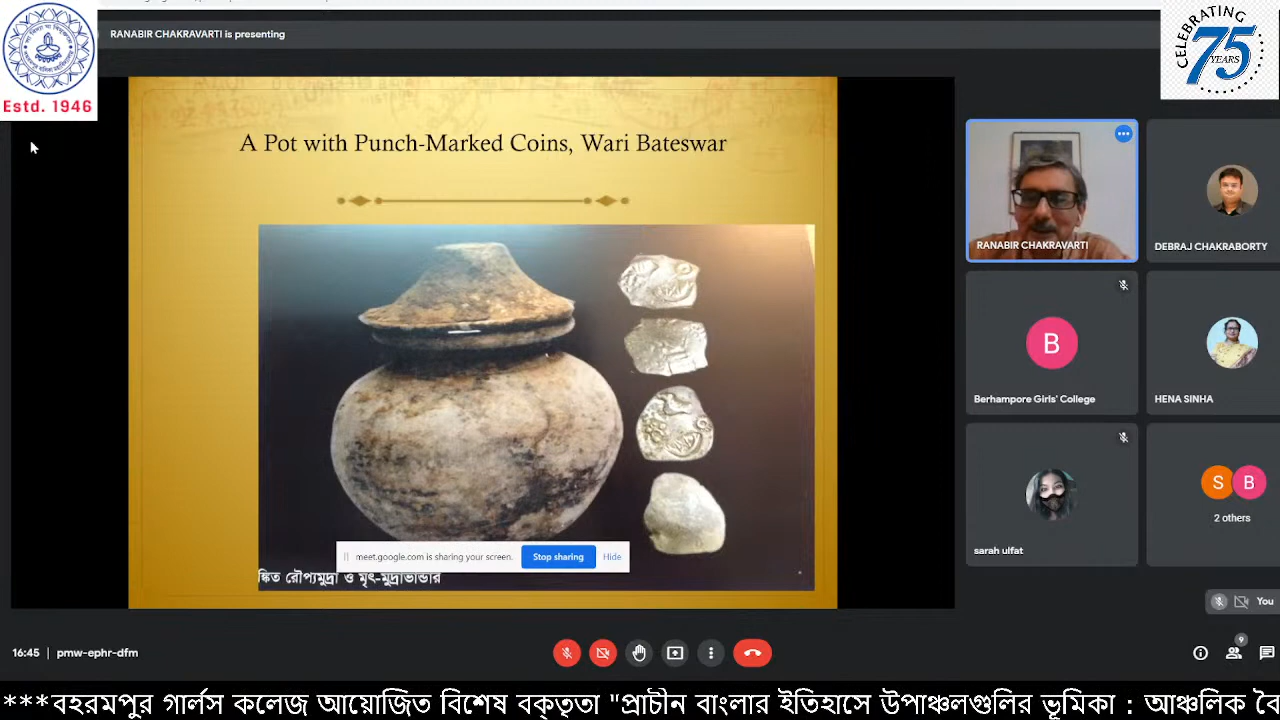 RANABIR CHAKRAVARTI is presenting
Estd. 1946
CELEBRATING
75
YEARS
A Pot with Punch-Marked Coins, Wari Bateswar
meet.google.com is sharing your screen.
Stop sharing
Hide
ঙ্কিত রৌপ্যমুদ্রা ও মৃৎ-মুদ্রাভান্ডার
RANABIR CHAKRAVARTI
DEBRAJ CHAKRABORTY
B
Berhampore Girls' College
HENA SINHA
sarah ulfat
S
B
2 others
You
16:45 | pmw-ephr-dfm
9
***বহরমপুর গার্লস কলেজ আয়োজিত বিশেষ বক্তৃতা "প্রাচীন বাংলার ইতিহাসে উপাঞ্চলগুলির ভূমিকা : আঞ্চলিক বৈ